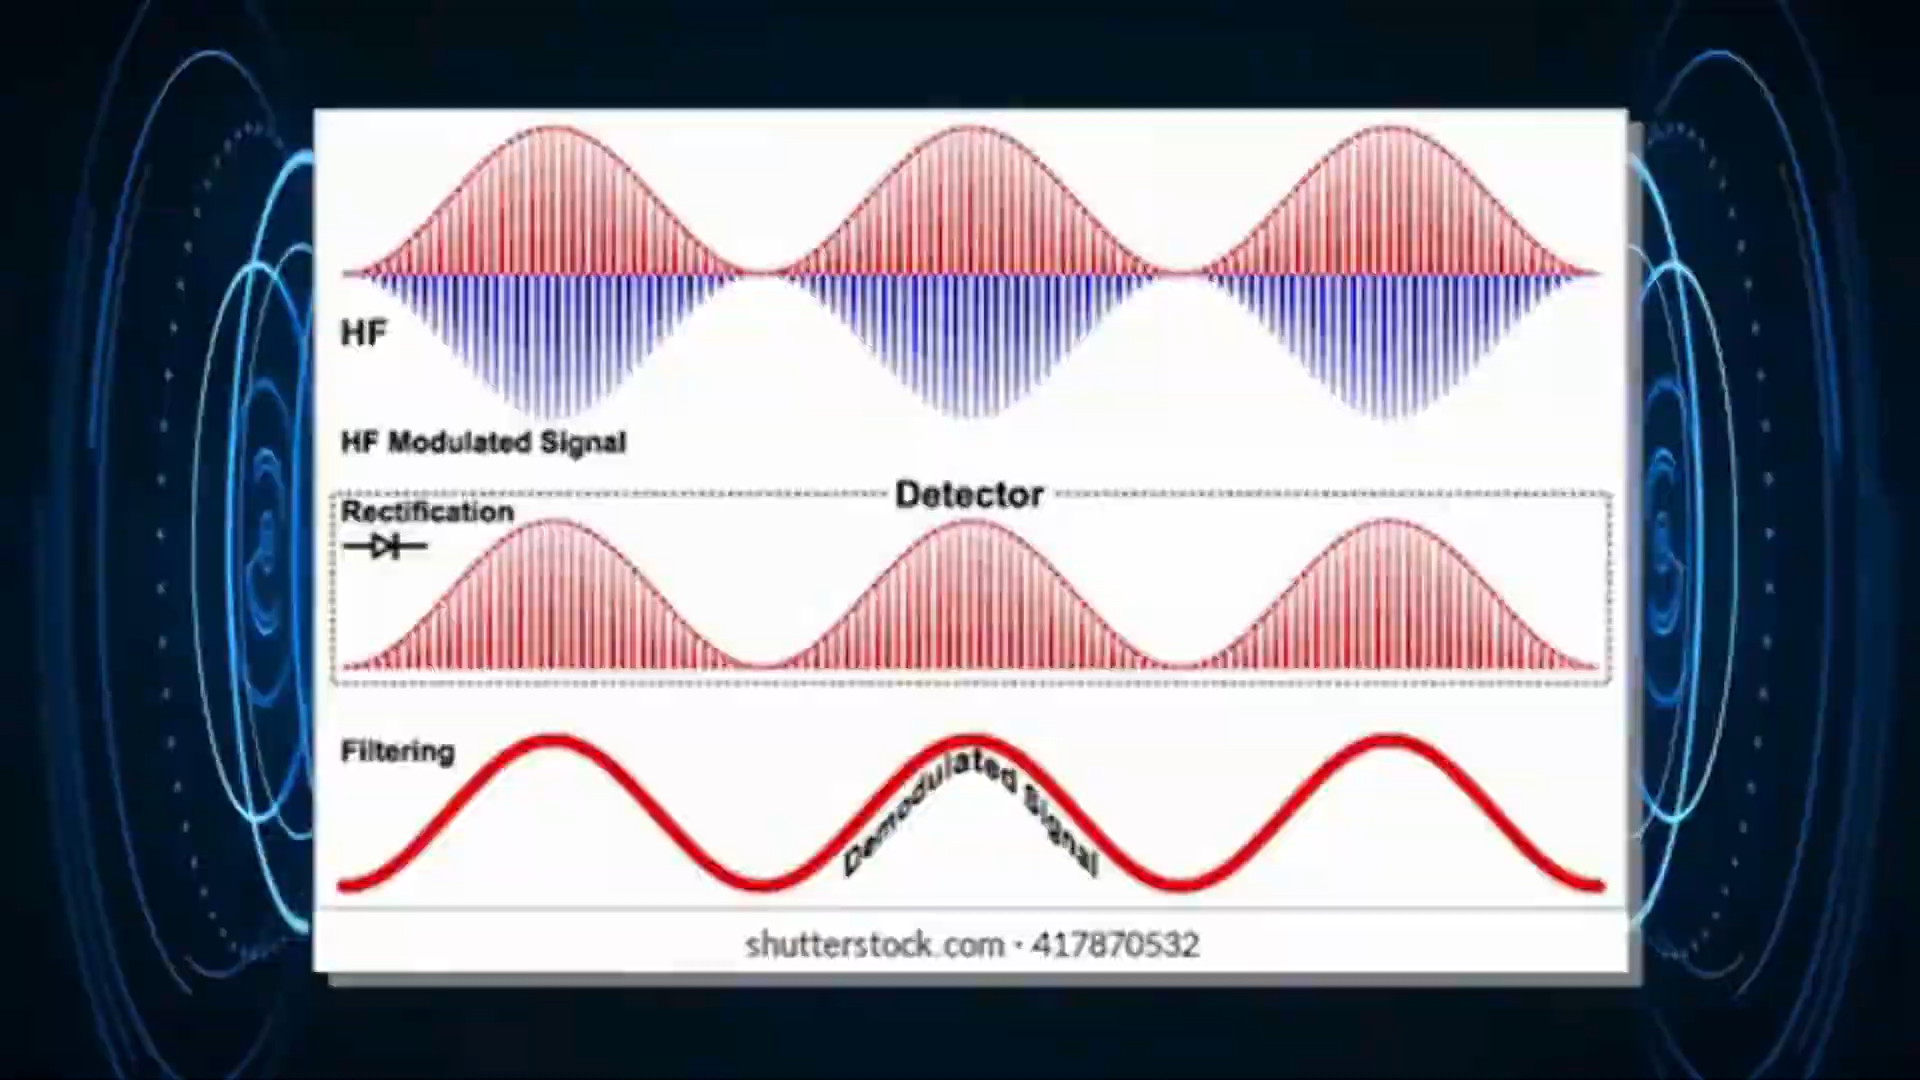 HF
HF Modulated Signal
Detector
Rectification
Filtering
Demodulated Signal
shutterstock.com · 417870532